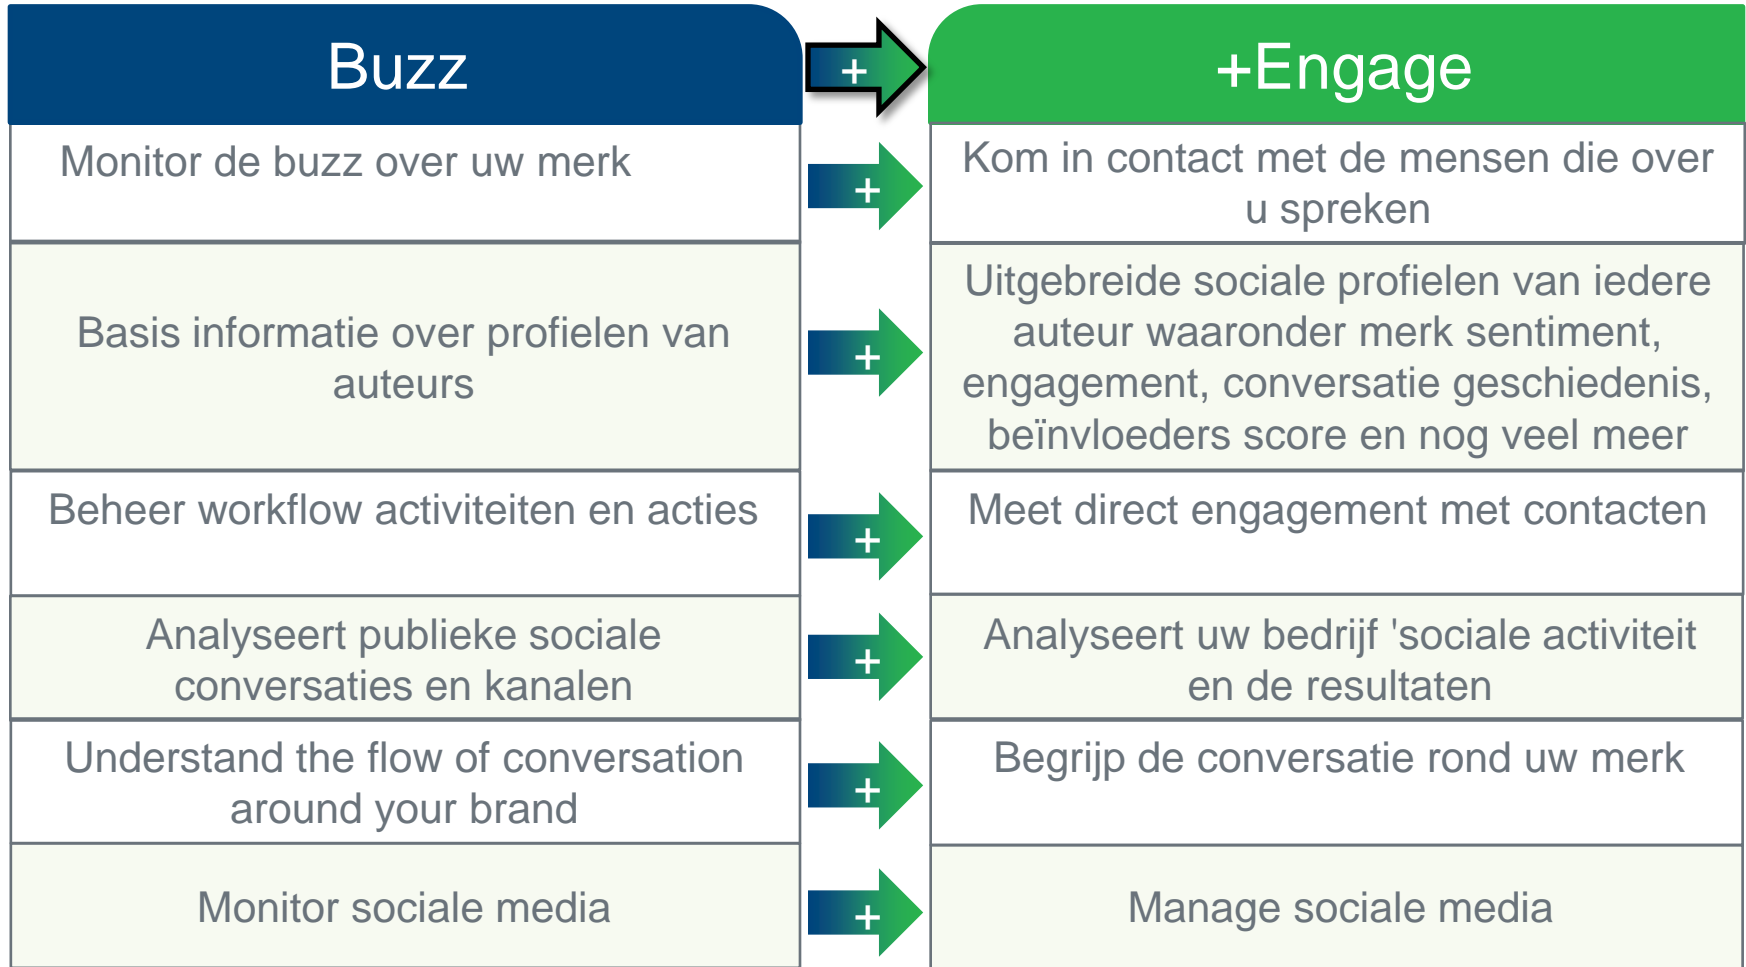 Buzz
+
+Engage
Monitor de buzz over uw merk
+
Kom in contact met de mensen die over
u spreken
Basis informatie over profielen van
auteurs
+
Uitgebreide sociale profielen van iedere
auteur waaronder merk sentiment,
engagement, conversatie geschiedenis,
beïnvloeders score en nog veel meer
Beheer workflow activiteiten en acties
+
Meet direct engagement met contacten
Analyseert publieke sociale
conversaties en kanalen
+
Analyseert uw bedrijf 'sociale activiteit
en de resultaten
Understand the flow of conversation
around your brand
+
Begrijp de conversatie rond uw merk
Monitor sociale media
+
Manage sociale media